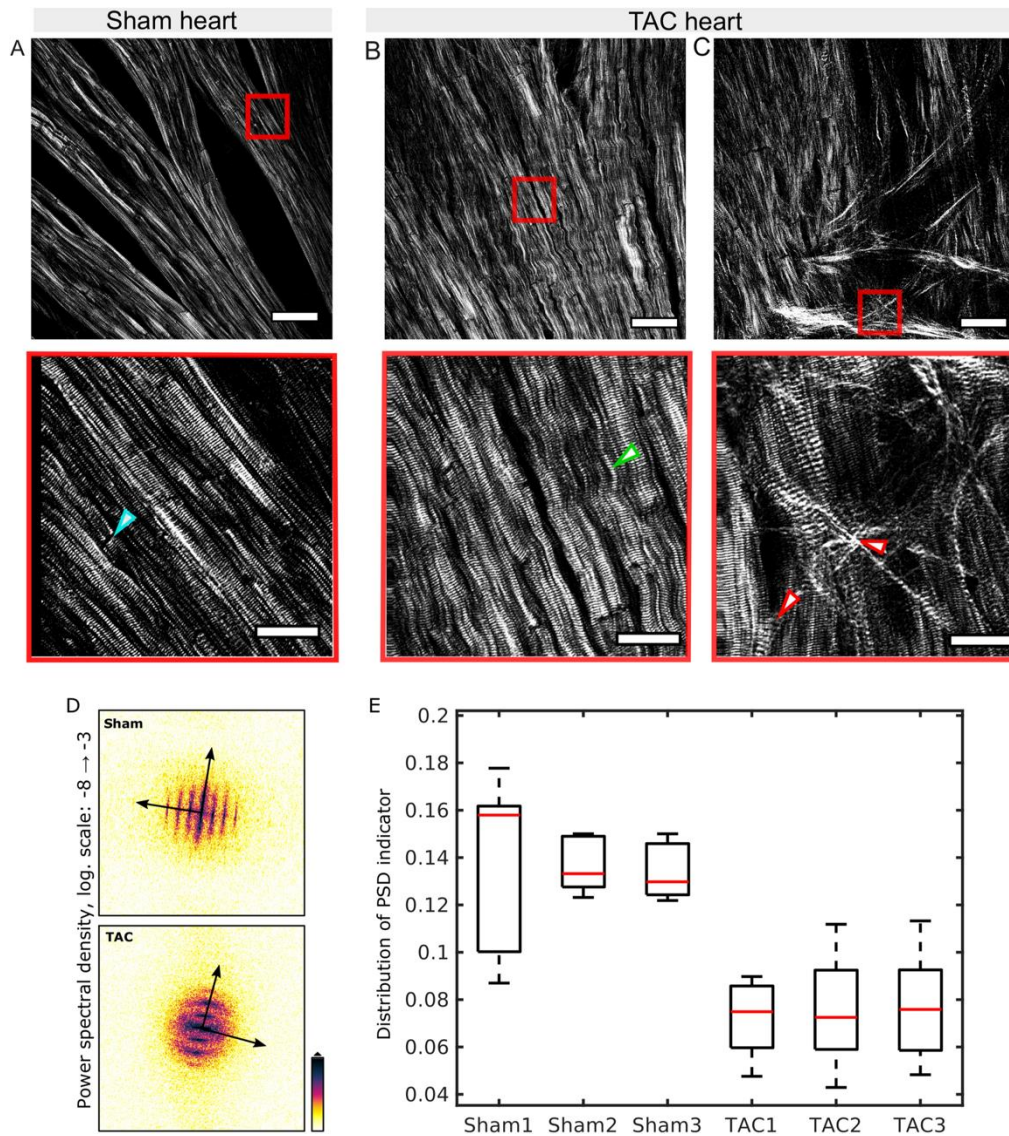 Sham heart
TAC heart
A
B
C
D
Power spectral density, log. scale: -8 → -3
Sham
TAC
E
Distribution of PSD indicator
0.2
0.18
0.16
0.14
0.12
0.1
0.08
0.06
0.04
Sham1 Sham2 Sham3 TAC1 TAC2 TAC3